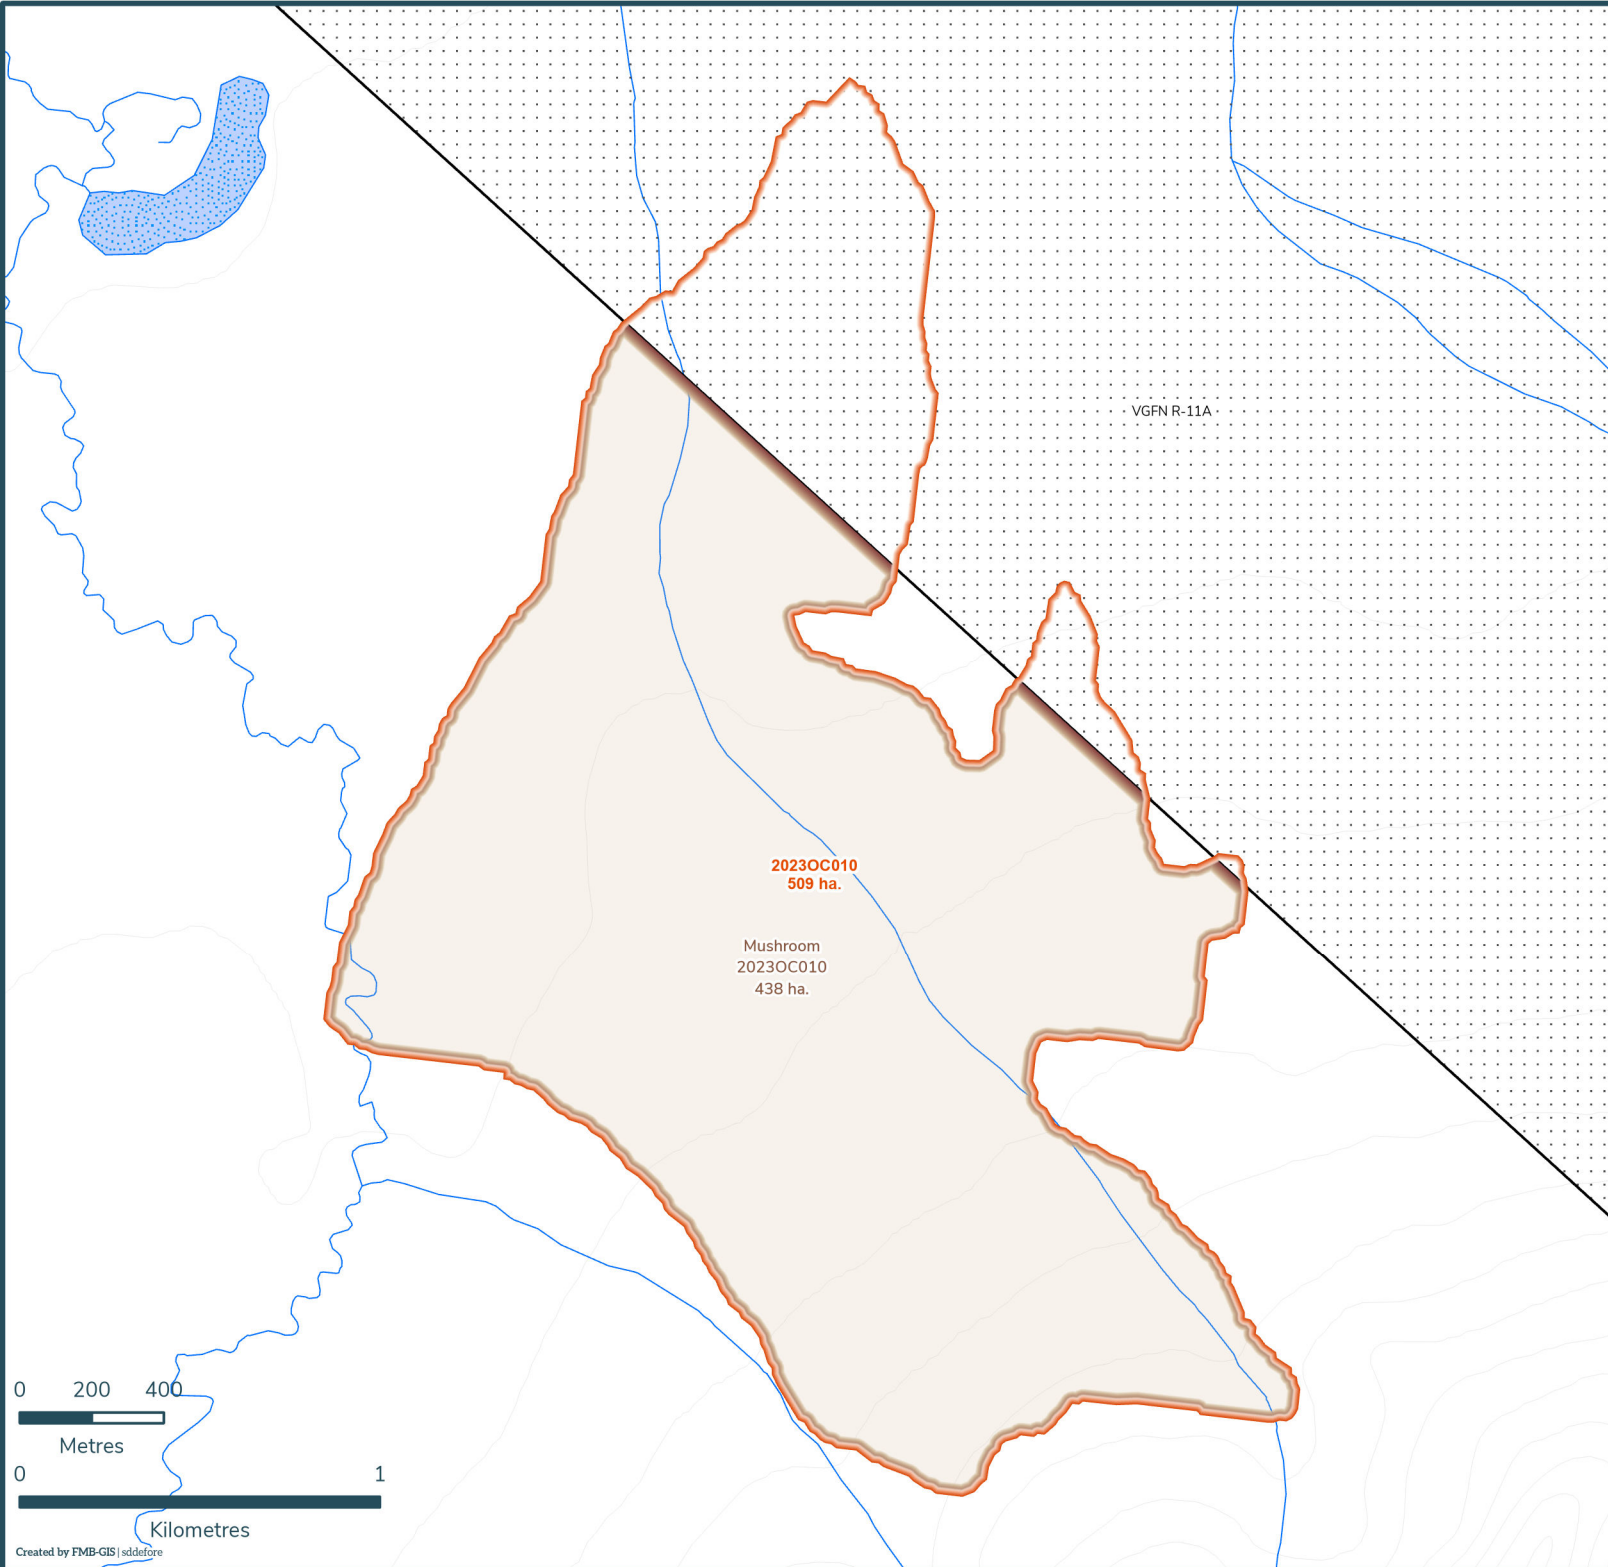 VGFN R-11A
2023OC010
509 ha.
Mushroom
2023OC010
438 ha.
0 200 400
Metres
0 1
Kilometres
Created by FMB-GIS | sddefore